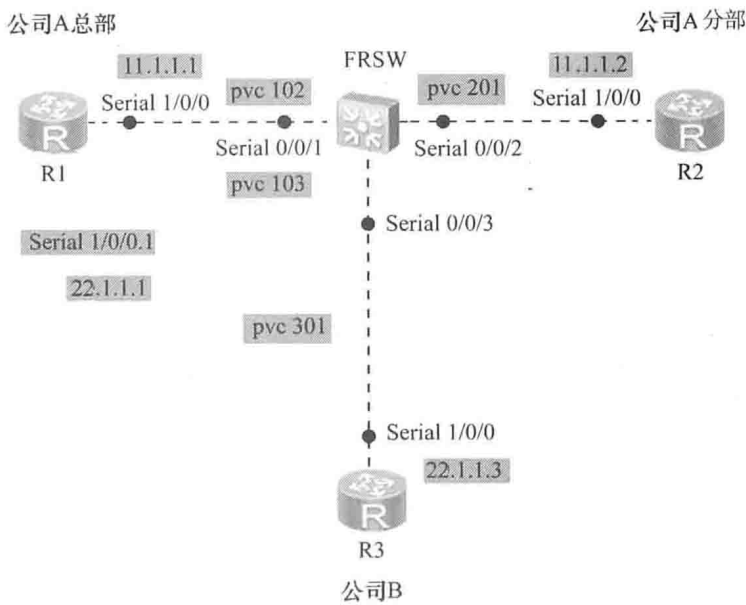 公司A总部
公司A 分部
11.1.1.1
FRSW
11.1.1.2
pvc 102
pvc 201
Serial 1/0/0
Serial 1/0/0
R
R
Serial 0/0/1
Serial 0/0/2
R1
R2
pvc 103
Serial 0/0/3
Serial 1/0/0.1
22.1.1.1
pvc 301
Serial 1/0/0
22.1.1.3
R
R3
公司B